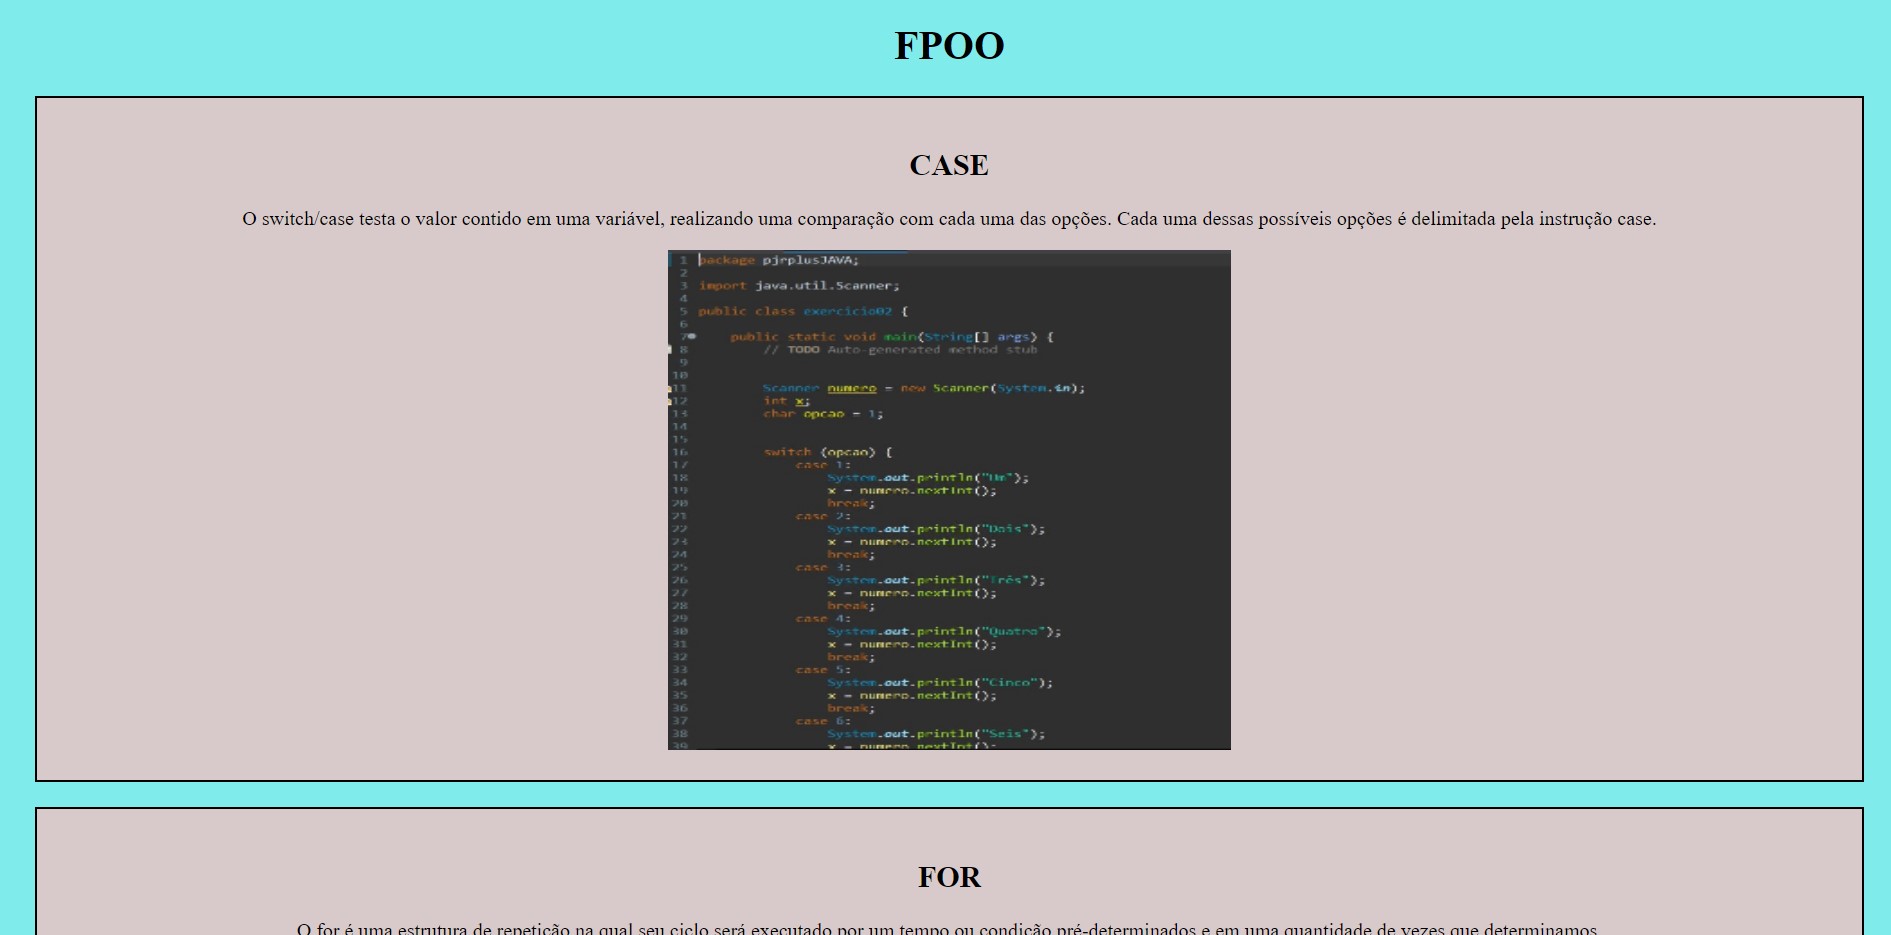 FPOO
CASE
O switch/case testa o valor contido em uma variável, realizando uma comparação com cada uma das opções. Cada uma dessas possíveis opções é delimitada pela instrução case.
1 package pjrplusJAVA;
2
3 import java.util.Scanner;
4
5 public class exercicio02 {
6
7 public static void main(String[] args) {
8 // TODO Auto-generated method stub
9
10
11 Scanner numero = new Scanner(System.in);
12 int x;
13 char opcao = 1;
14
15
16 switch (opcao) {
17 case 1:
18 System.out.println("Um");
19 x = numero.nextInt();
20 break;
21 case 2:
22 System.out.println("Dois");
23 x = numero.nextInt();
24 break;
25 case 3:
26 System.out.println("Três");
27 x = numero.nextInt();
28 break;
29 case 4:
30 System.out.println("Quatro");
31 x = numero.nextInt();
32 break;
33 case 5:
34 System.out.println("Cinco");
35 x = numero.nextInt();
36 break;
37 case 6:
38 System.out.println("Seis");
39 x = numero.nextInt();
FOR
O for é uma estrutura de repetição na qual seu ciclo será executado por um tempo ou condição pré-determinados e em uma quantidade de vezes que determinamos.